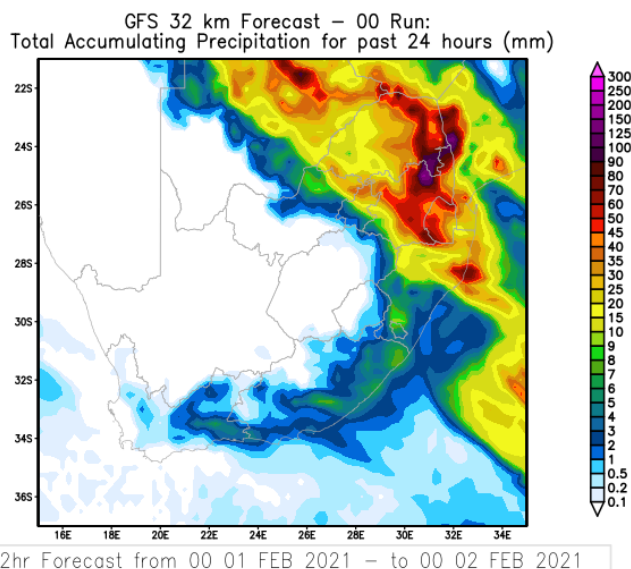 GFS 32 km Forecast – 00 Run:
Total Accumulating Precipitation for past 24 hours (mm)
22S
24S
26S
28S
30S
32S
34S
36S
16E 18E 20E 22E 24E 26E 28E 30E 32E 34E
300
250
200
150
125
100
90
80
70
60
50
45
40
35
30
25
20
15
10
9
8
7
6
5
4
3
2
1
0.5
0.2
0.1
2hr Forecast from 00 01 FEB 2021 – to 00 02 FEB 2021